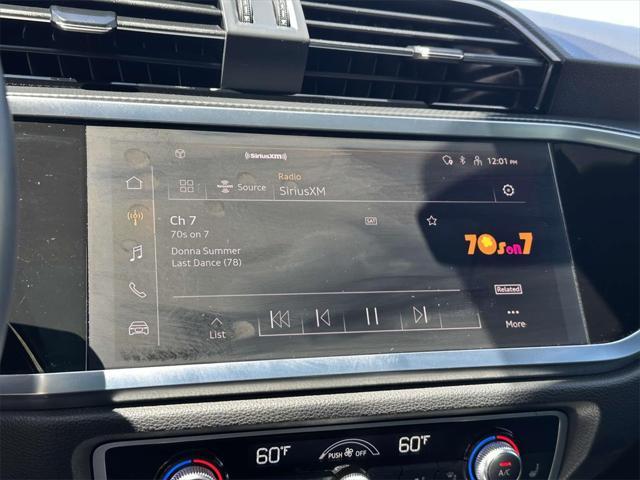 ((SiriusXM))
12:01 PM
Radio
Source
SiriusXM
Ch 7
SAT
70s on 7
70s on 7
Donna Summer
Last Dance (78)
Related
List
More
60°F
PUSH OFF
60°F
A/C